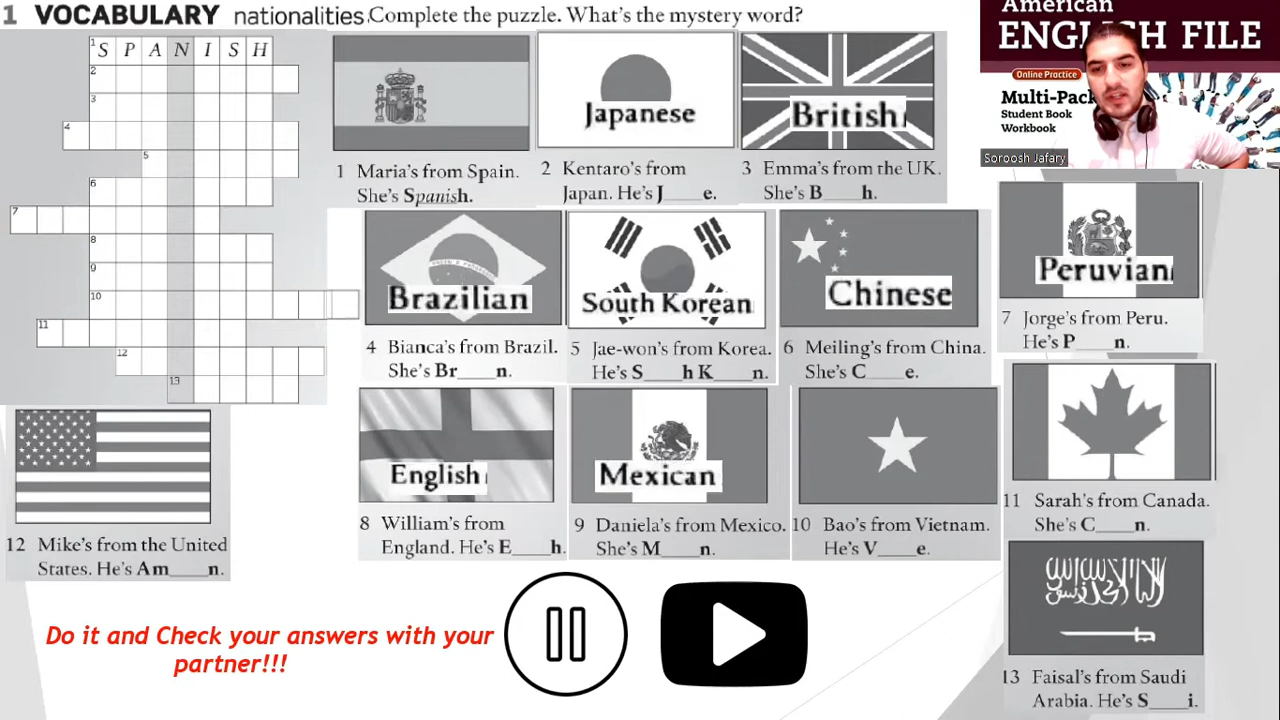 1 VOCABULARY nationalities Complete the puzzle. What's the mystery word?
American
ENGLISH FILE
Online Practice
Multi-Pack
Student Book
Workbook
Soroosh Jafary
1 S P A N I S H
2
3
4
5
6
7
8
9
10
11
12
13
1 Maria's from Spain.
She's Spanish.
Japanese
2 Kentaro's from
Japan. He's J____e.
British
3 Emma's from the UK.
She's B____h.
Brazilian
4 Bianca's from Brazil.
She's Br____n.
South Korean
5 Jae-won's from Korea.
He's S____h K____n.
Chinese
6 Meiling's from China.
She's C____e.
Peruvian
7 Jorge's from Peru.
He's P____n.
English
8 William's from
England. He's E____h.
Mexican
9 Daniela's from Mexico.
She's M____n.
10 Bao's from Vietnam.
He's V____e.
11 Sarah's from Canada.
She's C____n.
12 Mike's from the United
States. He's Am____n.
13 Faisal's from Saudi
Arabia. He's S____i.
Do it and Check your answers with your
partner!!!